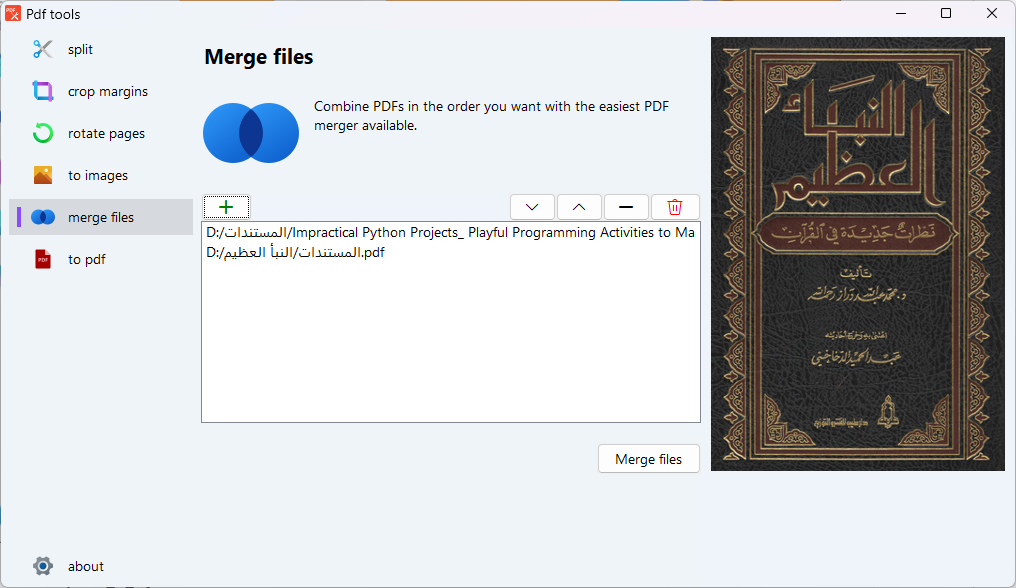 Pdf tools
split
crop margins
rotate pages
to images
merge files
to pdf
about
Merge files
Combine PDFs in the order you want with the easiest PDF
merger available.
D:/المستندات/Impractical Python Projects_ Playful Programming Activities to Ma
D:/المستندات/النبأ العظيم.pdf
Merge files
النبأ
العظيم
نظرات جديدة في القرآن
تأليف
د. محمد عبد الله دراز رحمه الله
اعتنى به وخرج أحاديثه
عبد الحميد الدخاخني